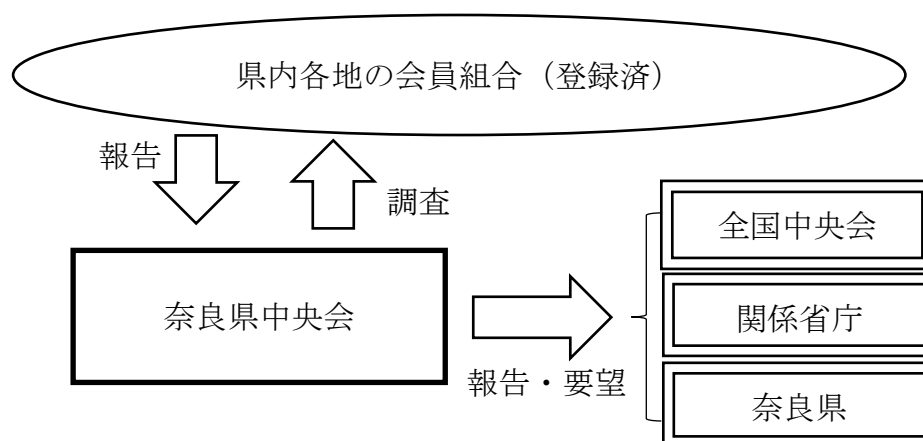 県内各地の会員組合（登録済）
報告
調査
奈良県中央会
報告・要望
全国中央会
関係省庁
奈良県